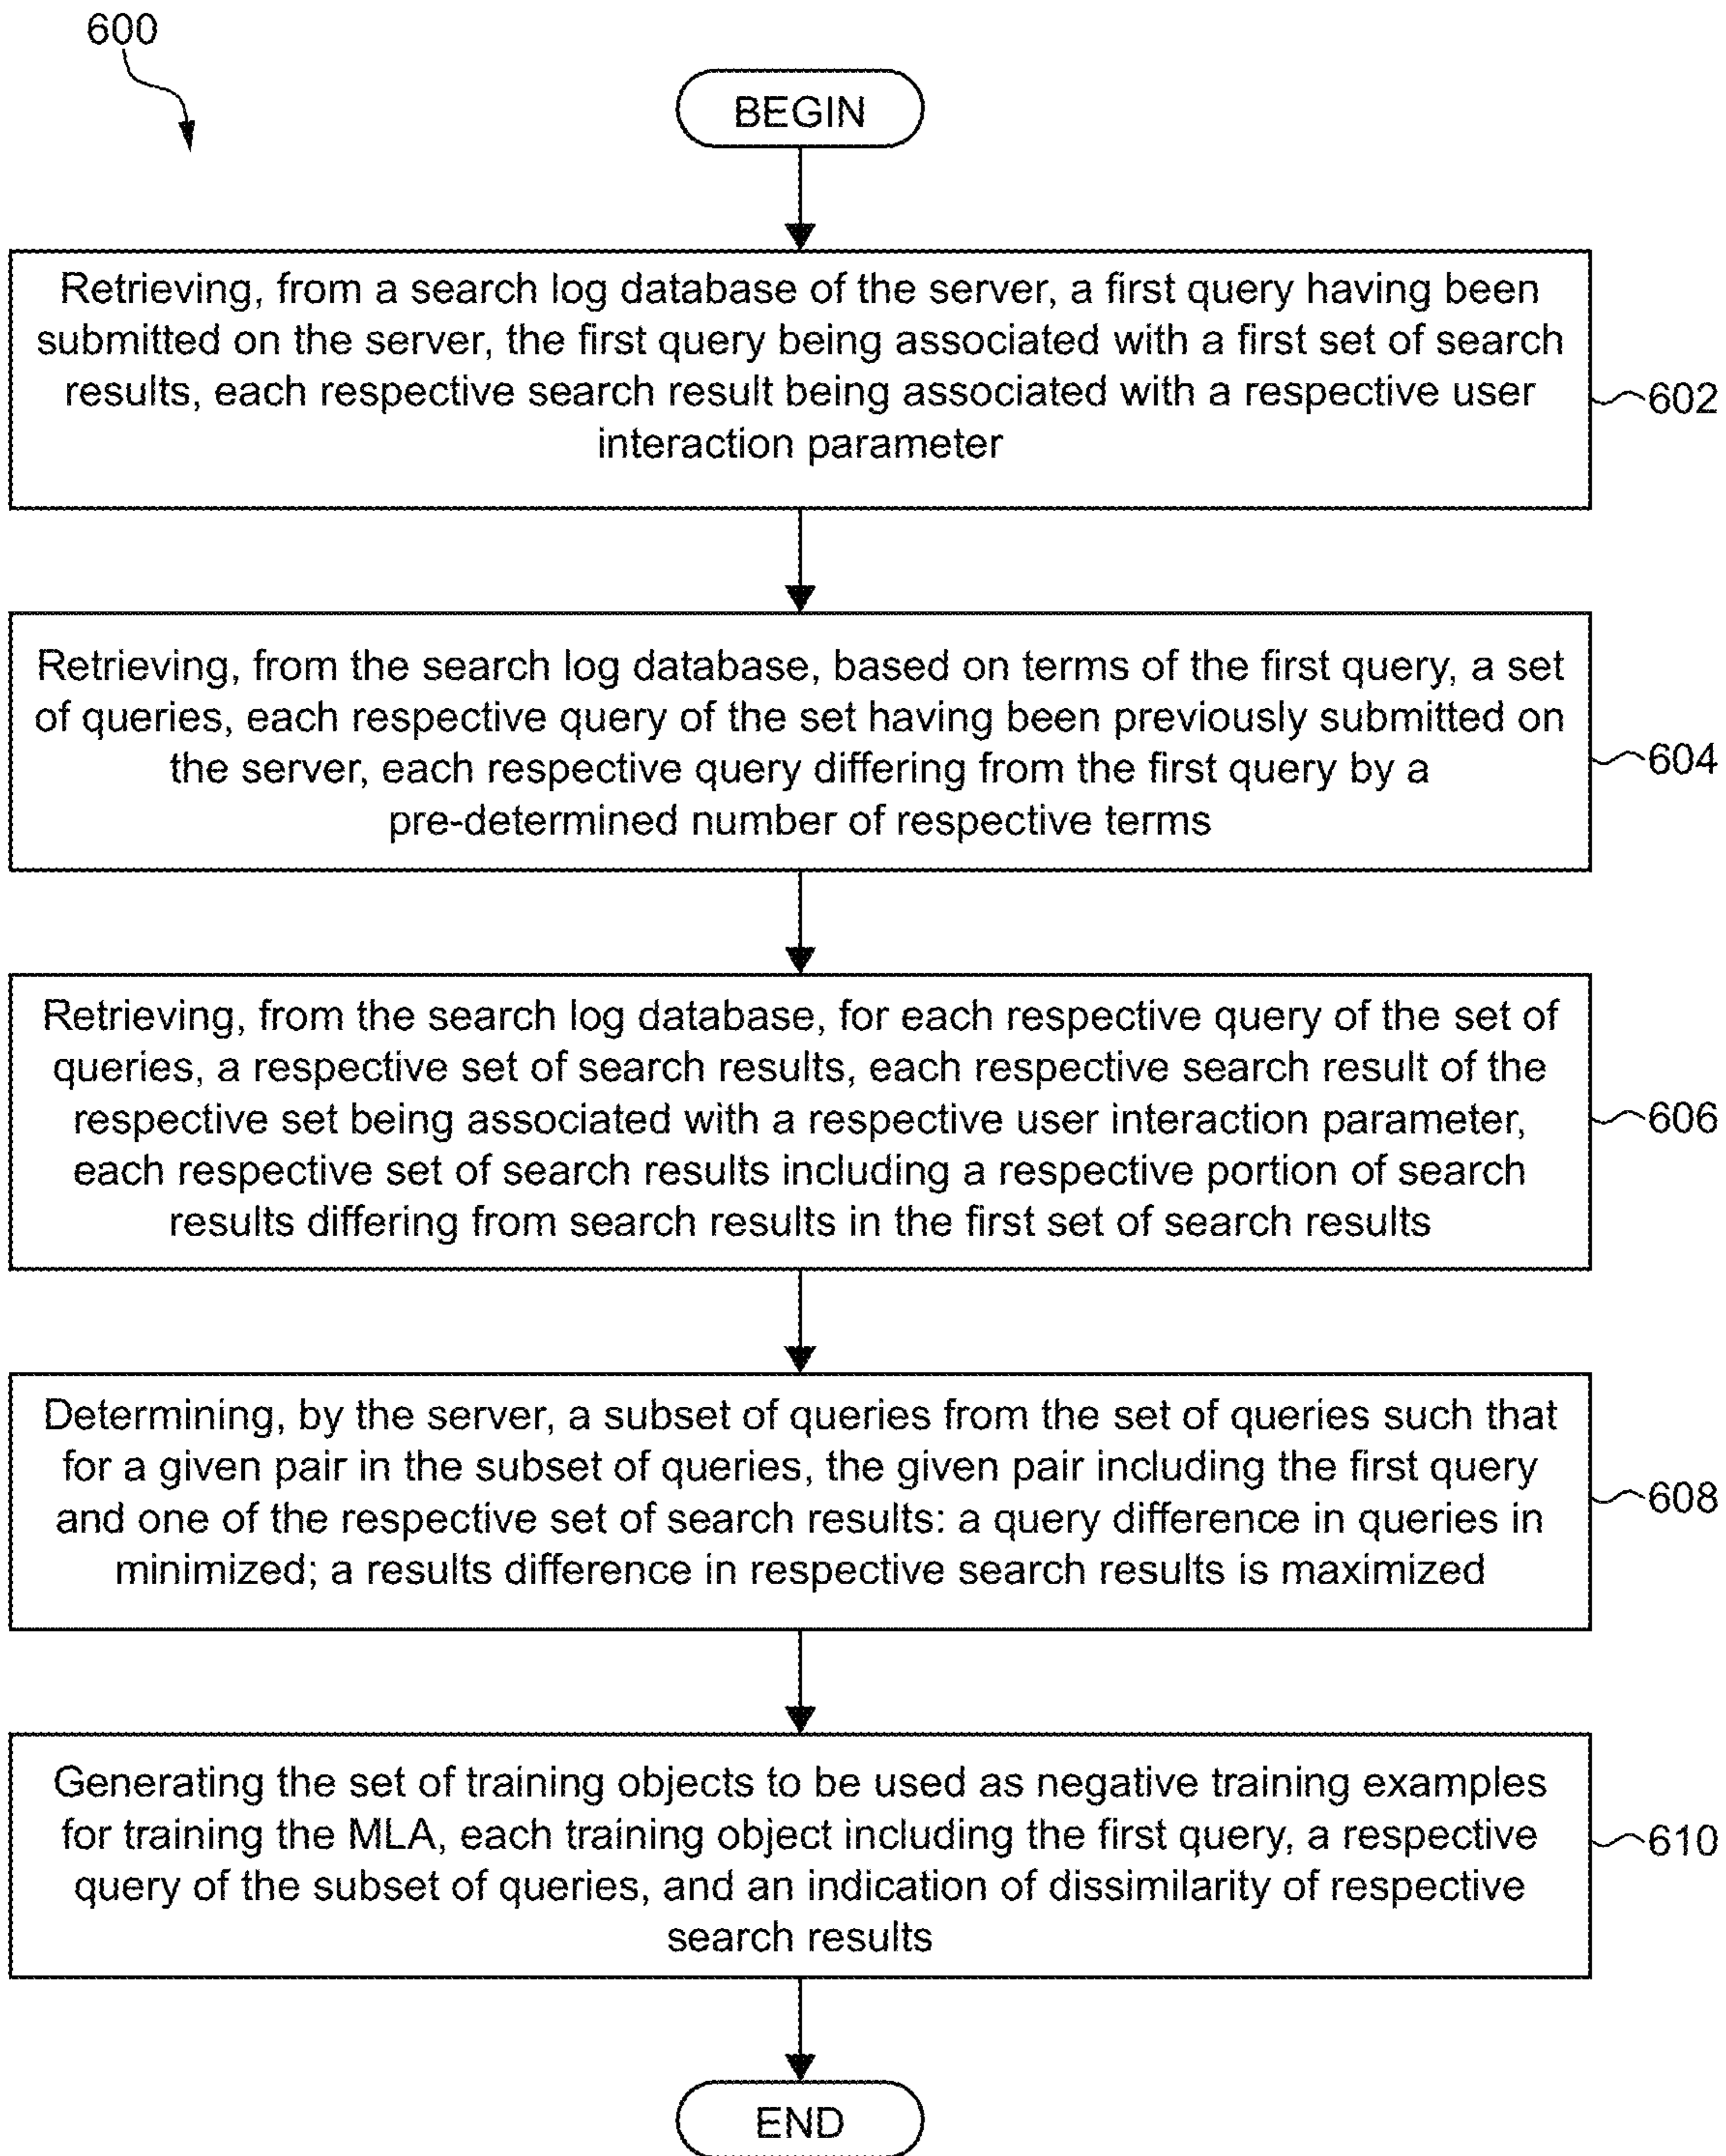 600
BEGIN
Retrieving, from a search log database of the server, a first query having been
submitted on the server, the first query being associated with a first set of search
results, each respective search result being associated with a respective user
interaction parameter
602
Retrieving, from the search log database, based on terms of the first query, a set
of queries, each respective query of the set having been previously submitted on
the server, each respective query differing from the first query by a
pre-determined number of respective terms
604
Retrieving, from the search log database, for each respective query of the set of
queries, a respective set of search results, each respective search result of the
respective set being associated with a respective user interaction parameter,
each respective set of search results including a respective portion of search
results differing from search results in the first set of search results
606
Determining, by the server, a subset of queries from the set of queries such that
for a given pair in the subset of queries, the given pair including the first query
and one of the respective set of search results: a query difference in queries in
minimized; a results difference in respective search results is maximized
608
Generating the set of training objects to be used as negative training examples
for training the MLA, each training object including the first query, a respective
query of the subset of queries, and an indication of dissimilarity of respective
search results
610
END